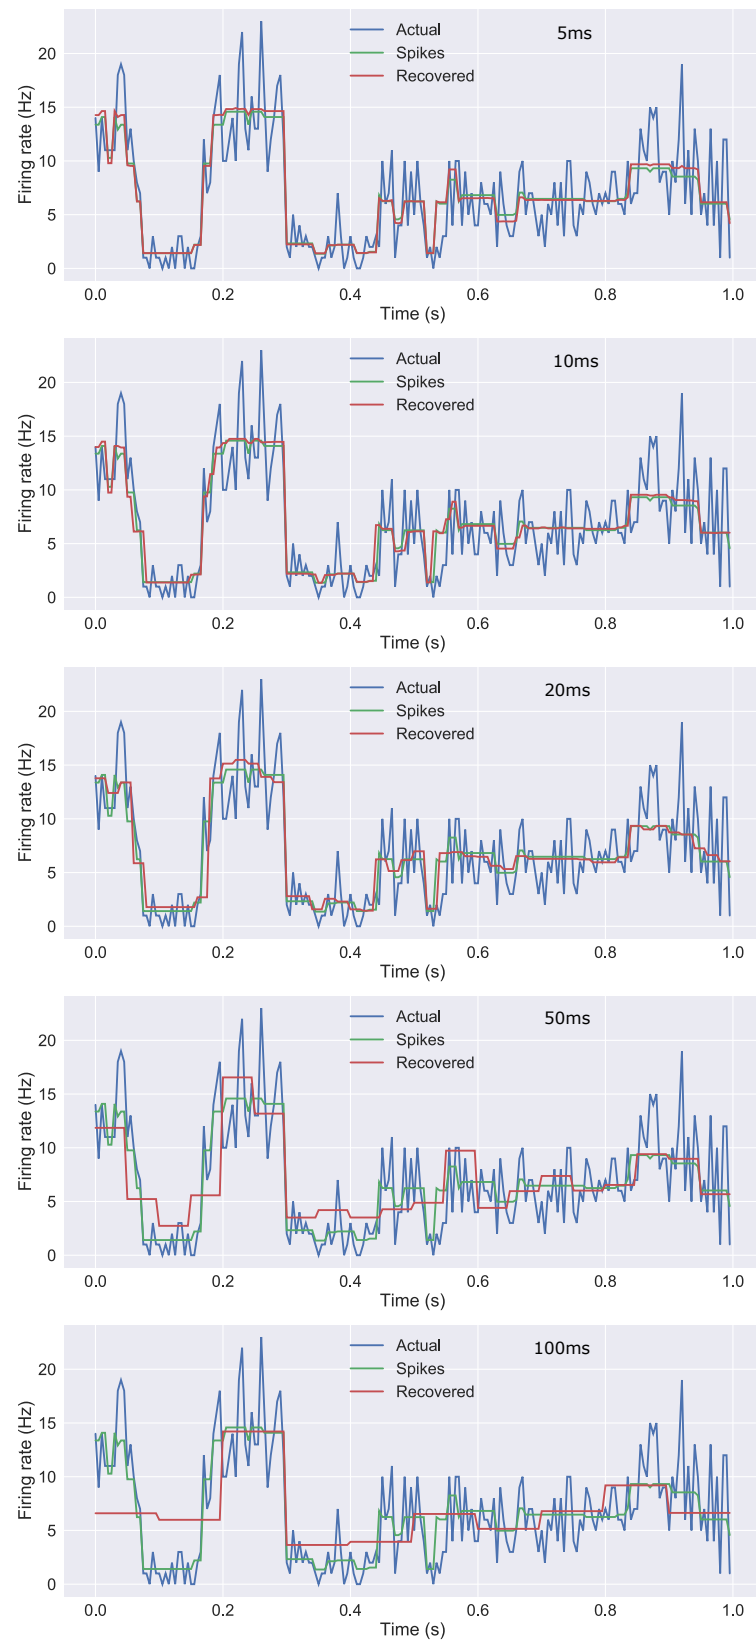 Actual
5ms
Spikes
Recovered
Firing rate (Hz)
20
15
10
5
0
0.0 0.2 0.4 0.6 0.8 1.0
Time (s)
Actual
10ms
Spikes
Recovered
Firing rate (Hz)
20
15
10
5
0
0.0 0.2 0.4 0.6 0.8 1.0
Time (s)
Actual
20ms
Spikes
Recovered
Firing rate (Hz)
20
15
10
5
0
0.0 0.2 0.4 0.6 0.8 1.0
Time (s)
Actual
50ms
Spikes
Recovered
Firing rate (Hz)
20
15
10
5
0
0.0 0.2 0.4 0.6 0.8 1.0
Time (s)
Actual
100ms
Spikes
Recovered
Firing rate (Hz)
20
15
10
5
0
0.0 0.2 0.4 0.6 0.8 1.0
Time (s)